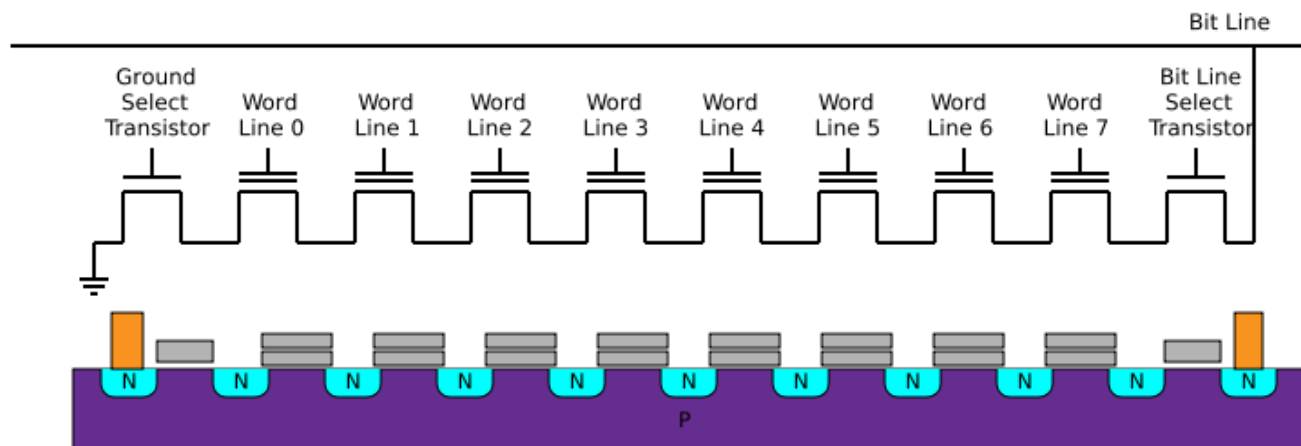 Bit Line
Ground
Select
Transistor
Word
Line 0
Word
Line 1
Word
Line 2
Word
Line 3
Word
Line 4
Word
Line 5
Word
Line 6
Word
Line 7
Bit Line
Select
Transistor
N
N
N
N
N
N
N
N
N
N
N
P